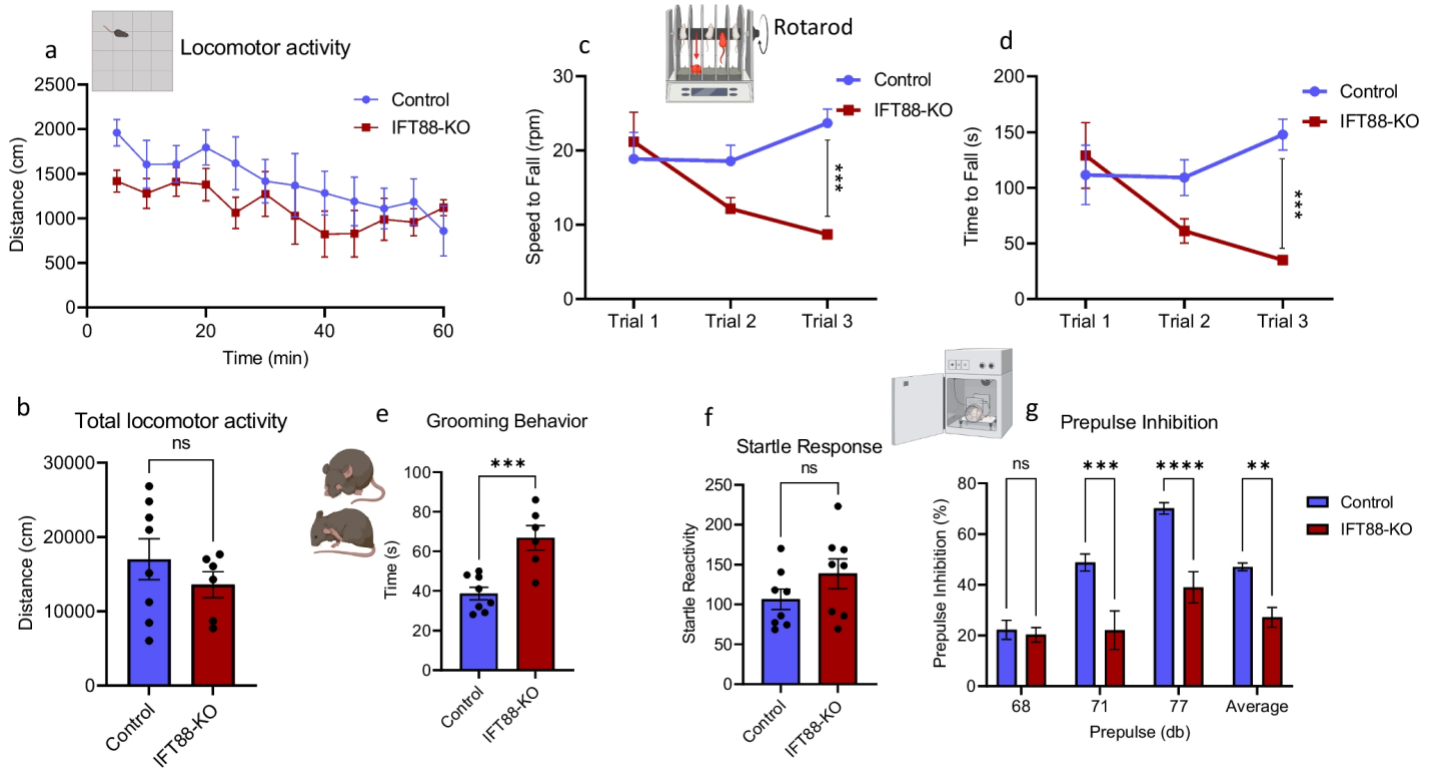 a
Locomotor activity
Control
IFT88-KO
2500
2000
1500
1000
500
0
Distance (cm)
0
20
40
60
Time (min)
c
Rotarod
Control
IFT88-KO
30
20
10
0
Speed to Fall (rpm)
***
Trial 1
Trial 2
Trial 3
d
Control
IFT88-KO
200
150
100
50
0
Time to Fall (s)
***
Trial 1
Trial 2
Trial 3
b
Total locomotor activity
ns
30000
20000
10000
0
Distance (cm)
Control
IFT88-KO
e
Grooming Behavior
***
100
80
60
40
20
0
Time (s)
Control
IFT88-KO
f
Startle Response
ns
250
200
150
100
50
0
Startle Reactivity
Control
IFT88-KO
g
Prepulse Inhibition
ns
***
****
**
80
60
40
20
0
Prepulse Inhibition (%)
68
71
77
Average
Prepulse (db)
Control
IFT88-KO